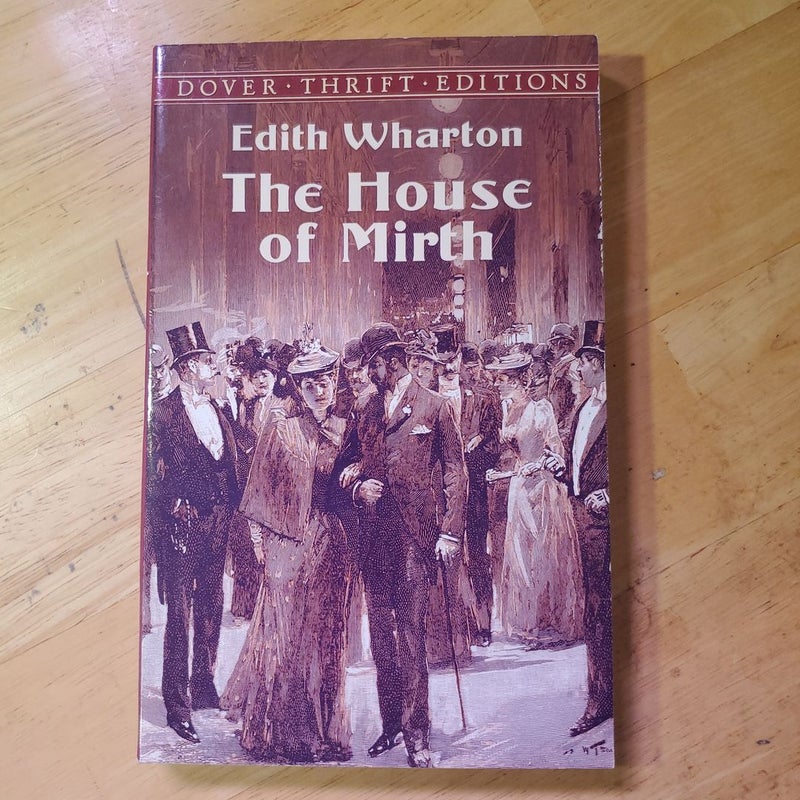 DOVER · THRIFT · EDITIONS
Edith Wharton
The House
of Mirth